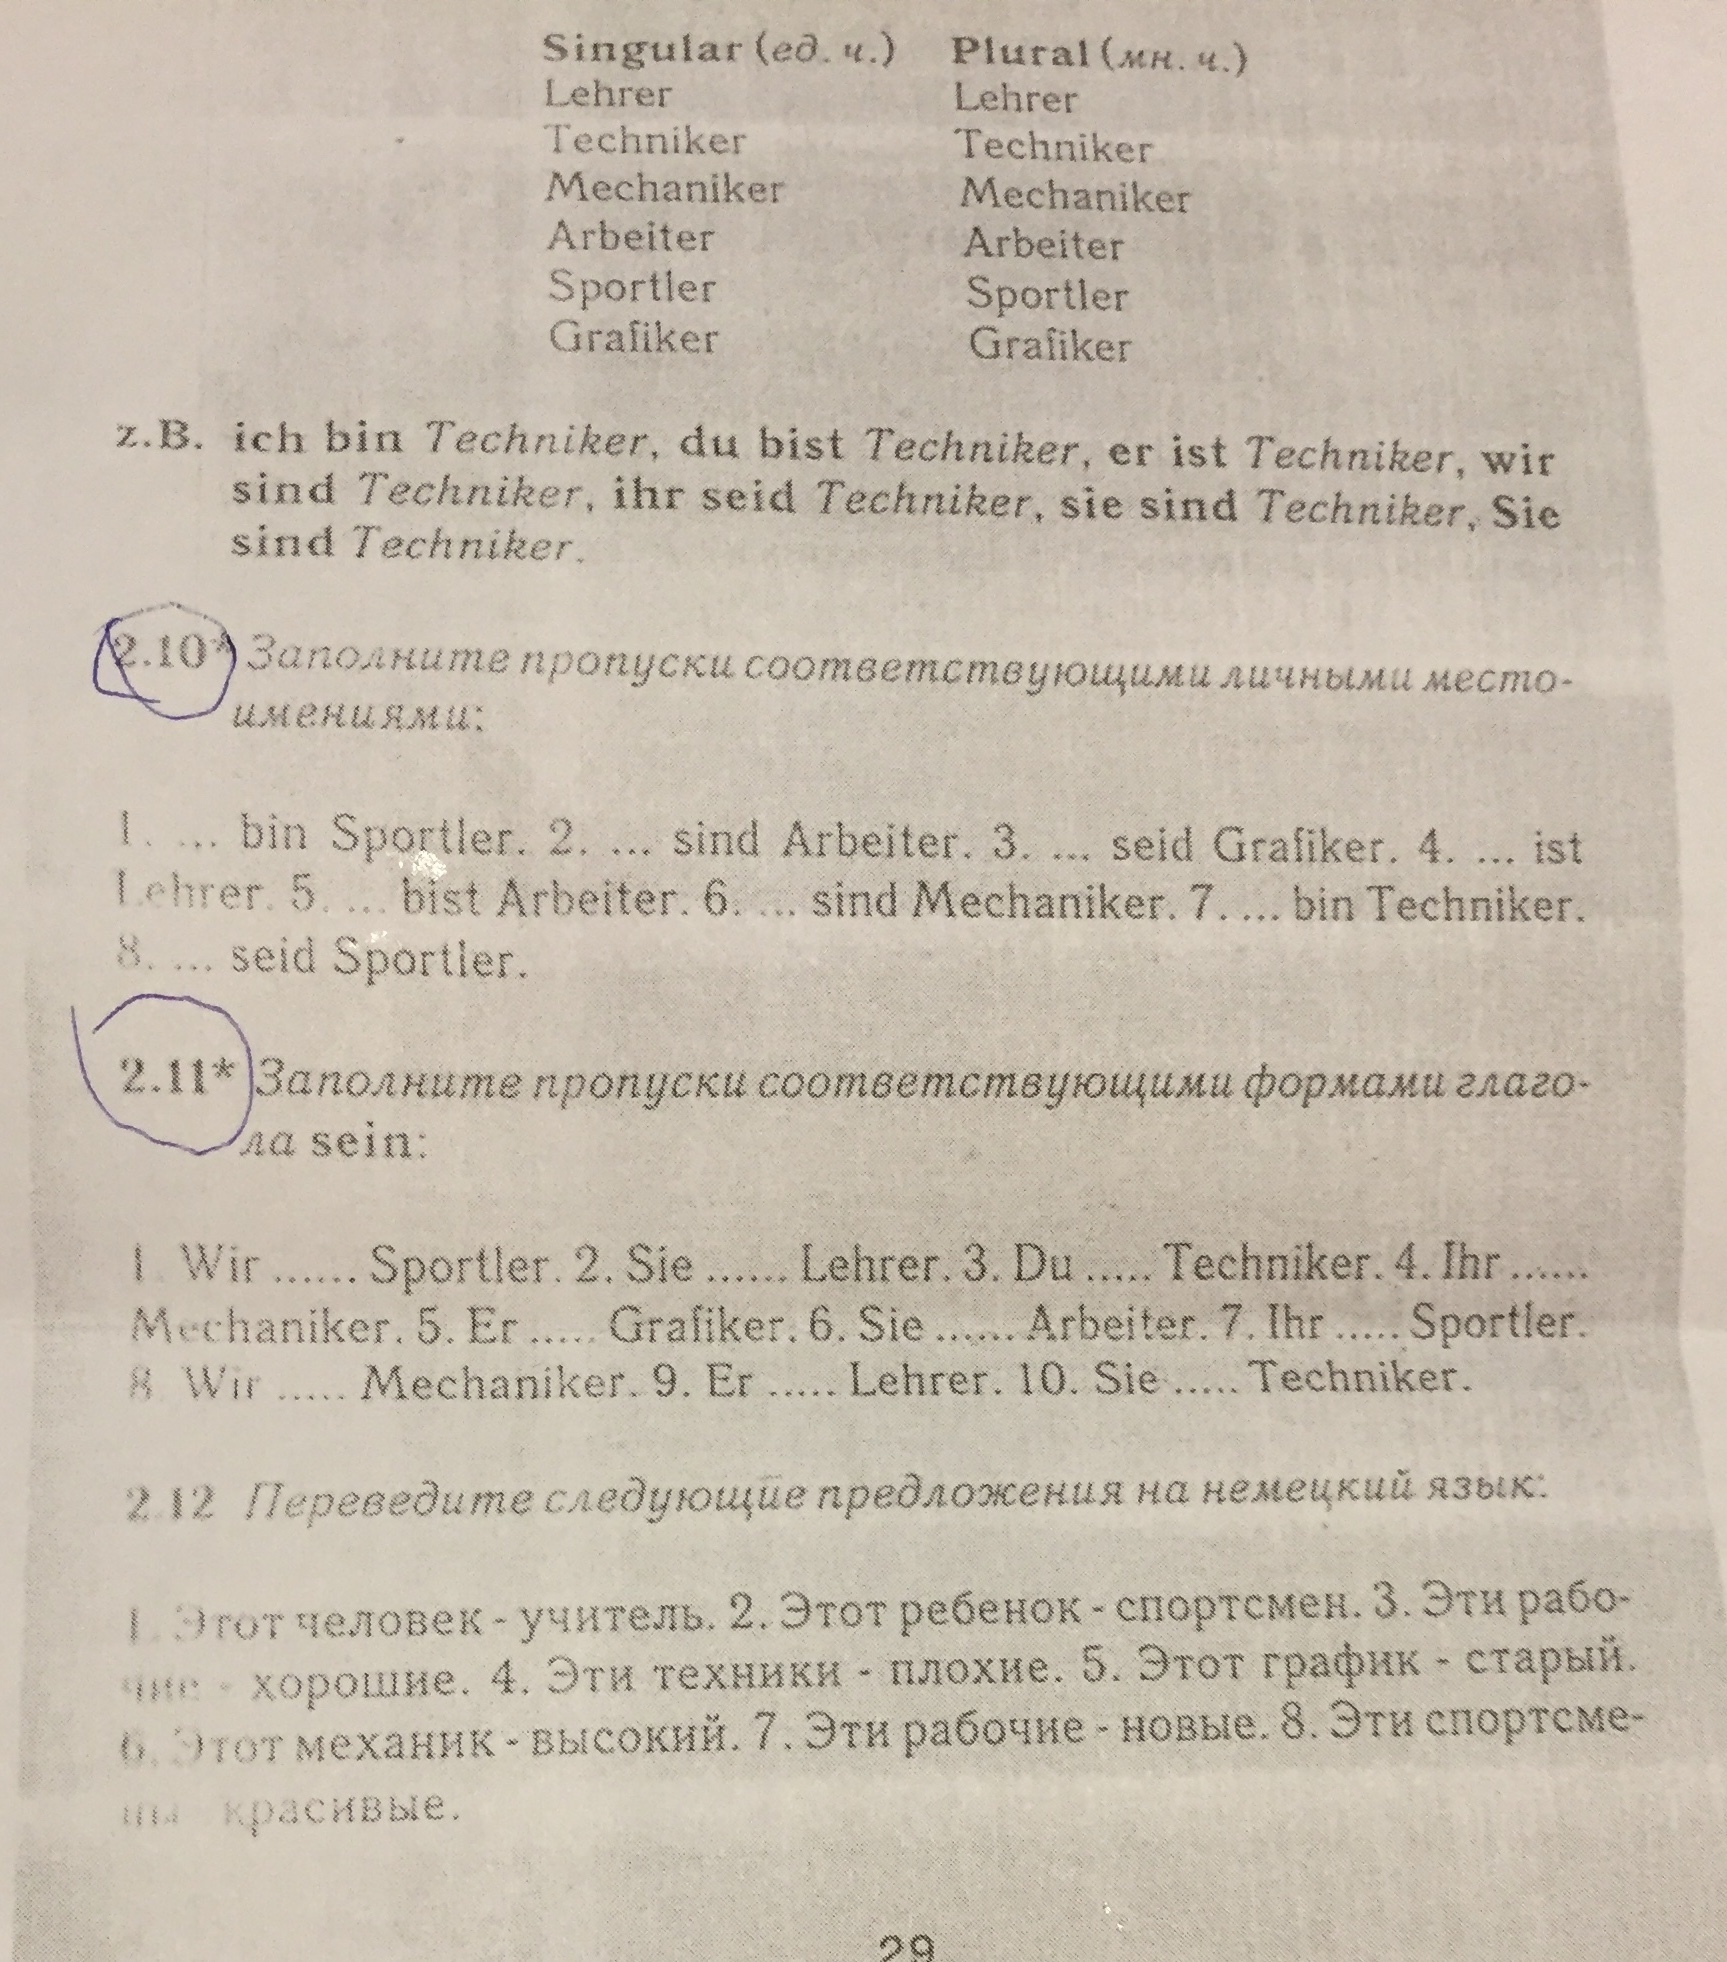 Singular (ед. ч.) Plural (мн. ч.)
Lehrer Lehrer
Techniker Techniker
Mechaniker Mechaniker
Arbeiter Arbeiter
Sportler Sportler
Grafiker Grafiker
z.B. ich bin Techniker, du bist Techniker, er ist Techniker, wir
sind Techniker, ihr seid Techniker, sie sind Techniker, Sie
sind Techniker.
2.10* Заполните пропуски соответствующими личными место-
имениями:
1. ... bin Sportler. 2. ... sind Arbeiter. 3. ... seid Grafiker. 4. ... ist
Lehrer. 5. ... bist Arbeiter. 6. ... sind Mechaniker. 7. ... bin Techniker.
8. ... seid Sportler.
2.11* Заполните пропуски соответствующими формами глаго-
ла sein:
1. Wir ...... Sportler. 2. Sie ...... Lehrer. 3. Du ..... Techniker. 4. Ihr ......
Mechaniker. 5. Er ..... Grafiker. 6. Sie ...... Arbeiter. 7. Ihr ..... Sportler.
8 Wir ..... Mechaniker. 9. Er ..... Lehrer. 10. Sie ..... Techniker.
2.12 Переведите следующие предложения на немецкий язык:
1. Этот человек - учитель. 2. Этот ребенок - спортсмен. 3. Эти рабо-
чие - хорошие. 4. Эти техники - плохие. 5. Этот график - старый.
6. Этот механик - высокий. 7. Эти рабочие - новые. 8. Эти спортсме-
ны красивые.
29